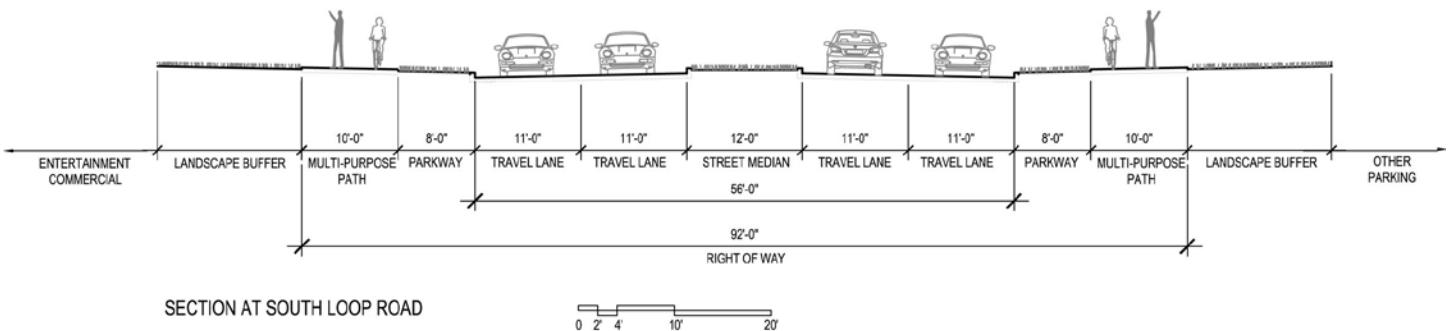 10'-0" 8'-0" 11'-0" 11'-0" 12'-0" 11'-0" 11'-0" 8'-0" 10'-0"
ENTERTAINMENT LANDSCAPE BUFFER MULTI-PURPOSE PARKWAY TRAVEL LANE TRAVEL LANE STREET MEDIAN TRAVEL LANE TRAVEL LANE PARKWAY MULTI-PURPOSE LANDSCAPE BUFFER OTHER
COMMERCIAL PATH PATH PARKING
56'-0"
92'-0"
RIGHT OF WAY
SECTION AT SOUTH LOOP ROAD
0 2' 4' 10' 20'